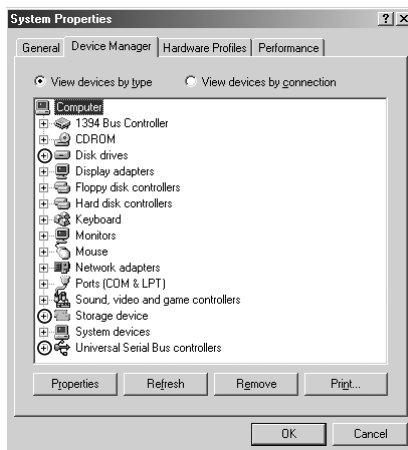 System Properties
General Device Manager Hardware Profiles Performance
View devices by type View devices by connection
Computer
1394 Bus Controller
CDROM
Disk drives
Display adapters
Floppy disk controllers
Hard disk controllers
Keyboard
Monitors
Mouse
Network adapters
Ports (COM & LPT)
Sound, video and game controllers
Storage device
System devices
Universal Serial Bus controllers
Properties Refresh Remove Print...
OK Cancel